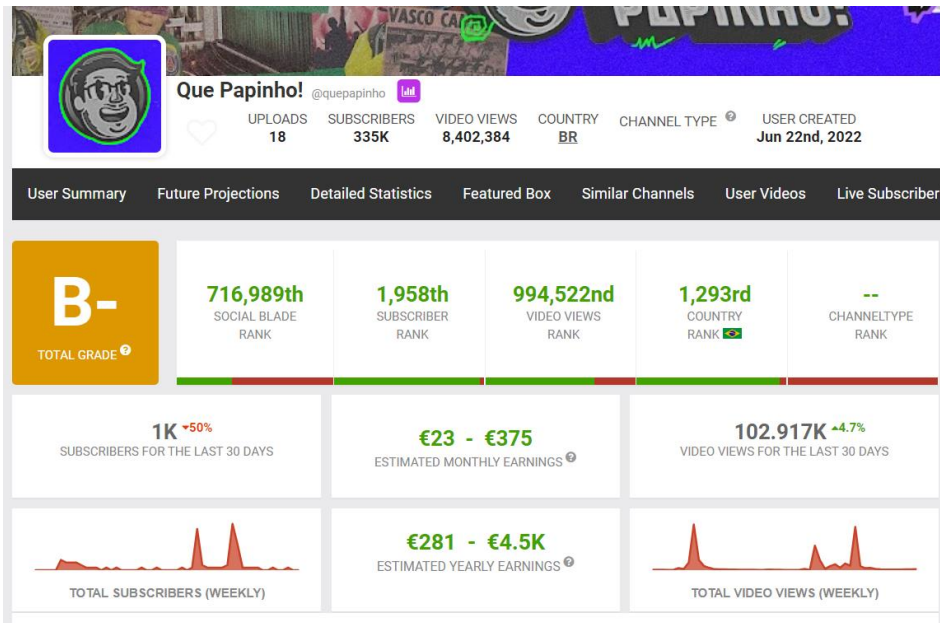 VASCO
PAPINHO!
Que Papinho! @quepapinho
UPLOADS SUBSCRIBERS VIDEO VIEWS COUNTRY CHANNEL TYPE USER CREATED
18 335K 8,402,384 BR Jun 22nd, 2022
User Summary Future Projections Detailed Statistics Featured Box Similar Channels User Videos Live Subscriber
B-
TOTAL GRADE ?
716,989th 1,958th 994,522nd 1,293rd --
SOCIAL BLADE SUBSCRIBER VIDEO VIEWS COUNTRY CHANNELTYPE
RANK RANK RANK RANK RANK
1K 50%
SUBSCRIBERS FOR THE LAST 30 DAYS
€23 - €375
ESTIMATED MONTHLY EARNINGS ?
102.917K 4.7%
VIDEO VIEWS FOR THE LAST 30 DAYS
TOTAL SUBSCRIBERS (WEEKLY)
€281 - €4.5K
ESTIMATED YEARLY EARNINGS ?
TOTAL VIDEO VIEWS (WEEKLY)